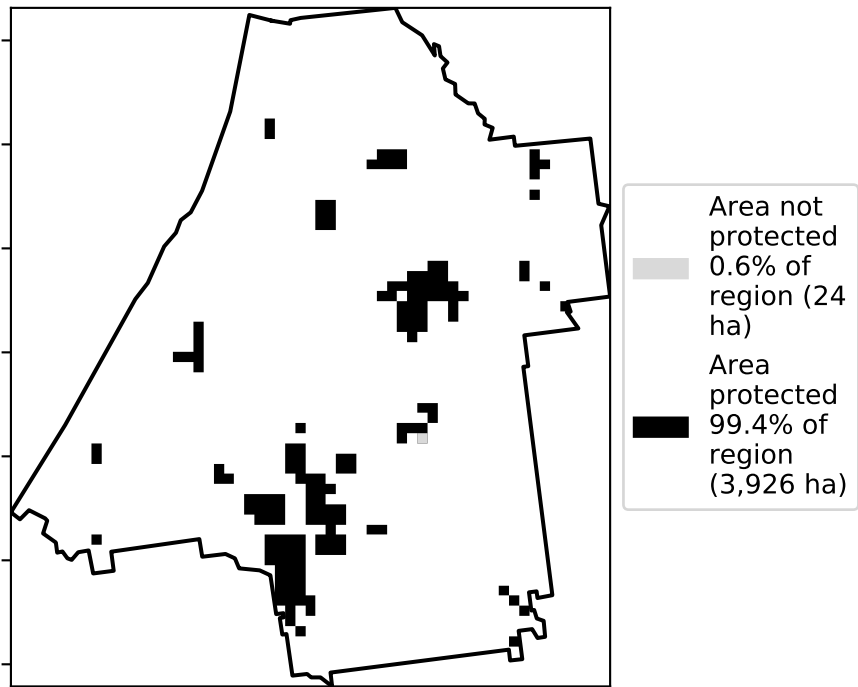 Area not
protected
0.6% of
region (24
ha)
Area
protected
99.4% of
region
(3,926 ha)